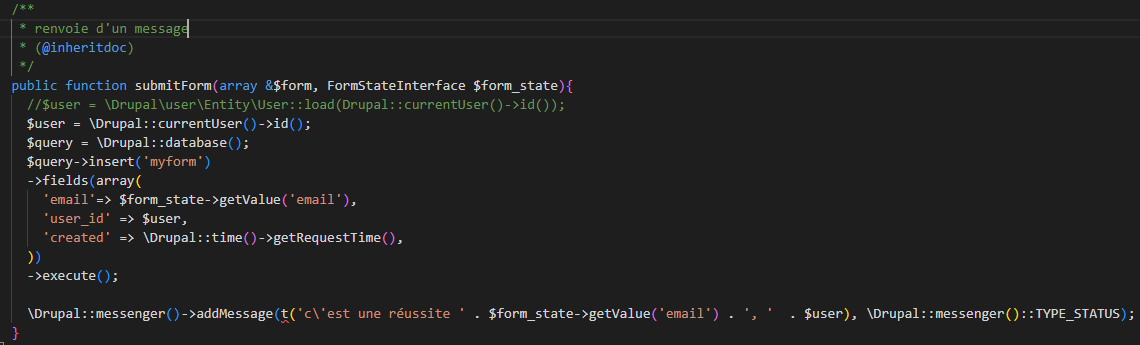 /**
 * renvoie d'un message
 * (@inheritdoc)
 */
public function submitForm(array &$form, FormStateInterface $form_state){
  //$user = \Drupal\user\Entity\User::load(Drupal::currentUser()->id());
  $user = \Drupal::currentUser()->id();
  $query = \Drupal::database();
  $query->insert('myform')
  ->fields(array(
    'email'=> $form_state->getValue('email'),
    'user_id' => $user,
    'created' => \Drupal::time()->getRequestTime(),
  ))
  ->execute();

  \Drupal::messenger()->addMessage(t('c\'est une réussite ' . $form_state->getValue('email') . ', '  . $user), \Drupal::messenger()::TYPE_STATUS);
}